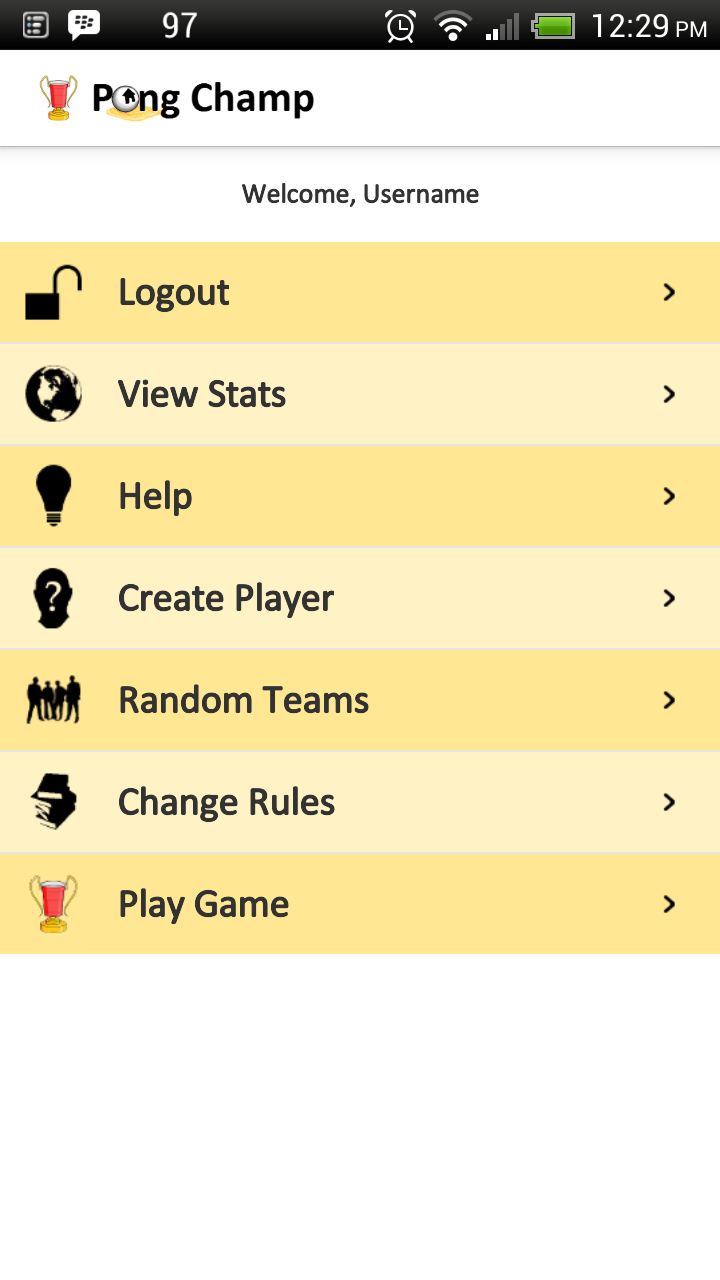 97 12:29 PM
Pong Champ
Welcome, Username
Logout
View Stats
Help
Create Player
Random Teams
Change Rules
Play Game